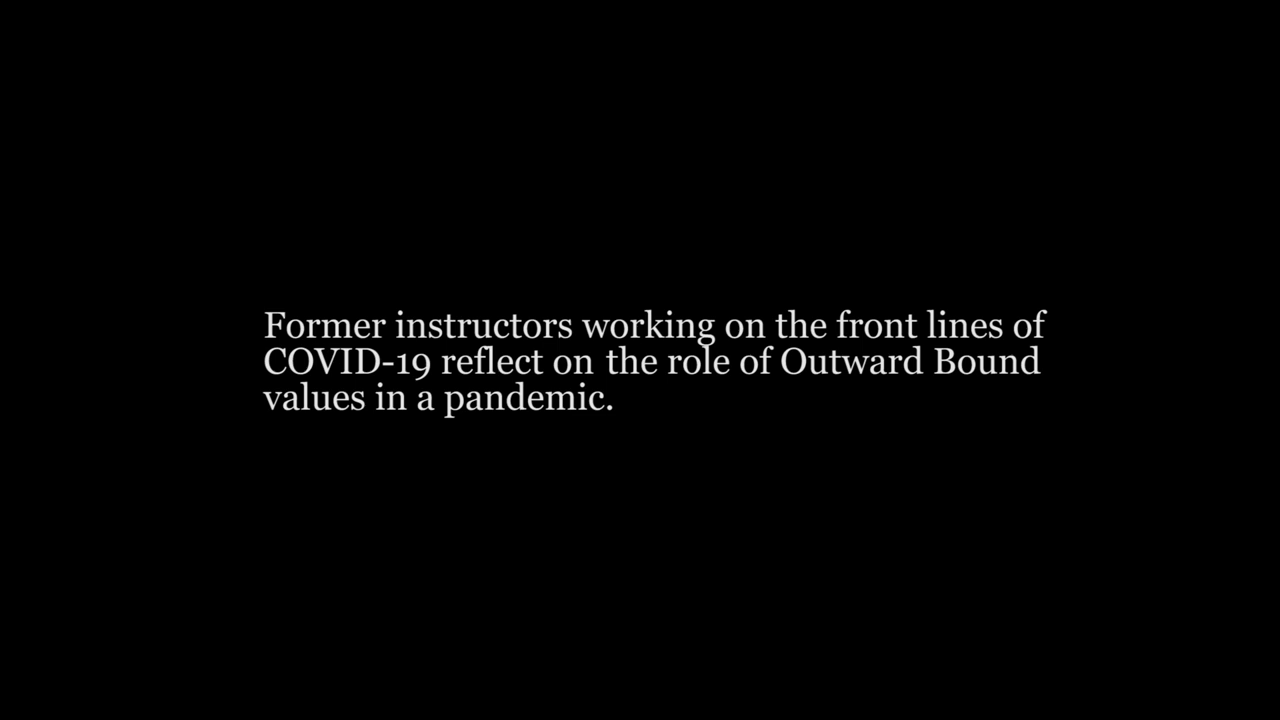 Former instructors working on the front lines of
COVID-19 reflect on the role of Outward Bound
values in a pandemic.